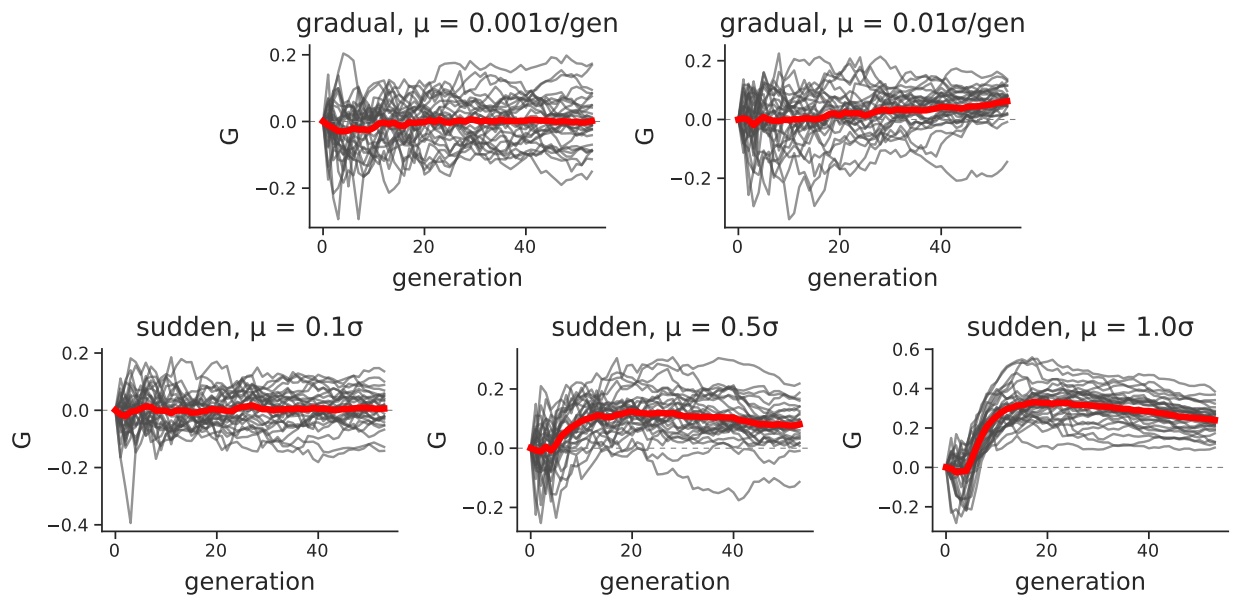 gradual, μ = 0.001σ/gen
gradual, μ = 0.01σ/gen
0.2
0.0
−0.2
G
0
20
40
generation
0.2
0.0
−0.2
G
0
20
40
generation
sudden, μ = 0.1σ
sudden, μ = 0.5σ
sudden, μ = 1.0σ
0.2
0.0
−0.2
−0.4
G
0
20
40
generation
0.2
0.0
−0.2
G
0
20
40
generation
0.6
0.4
0.2
0.0
−0.2
G
0
20
40
generation